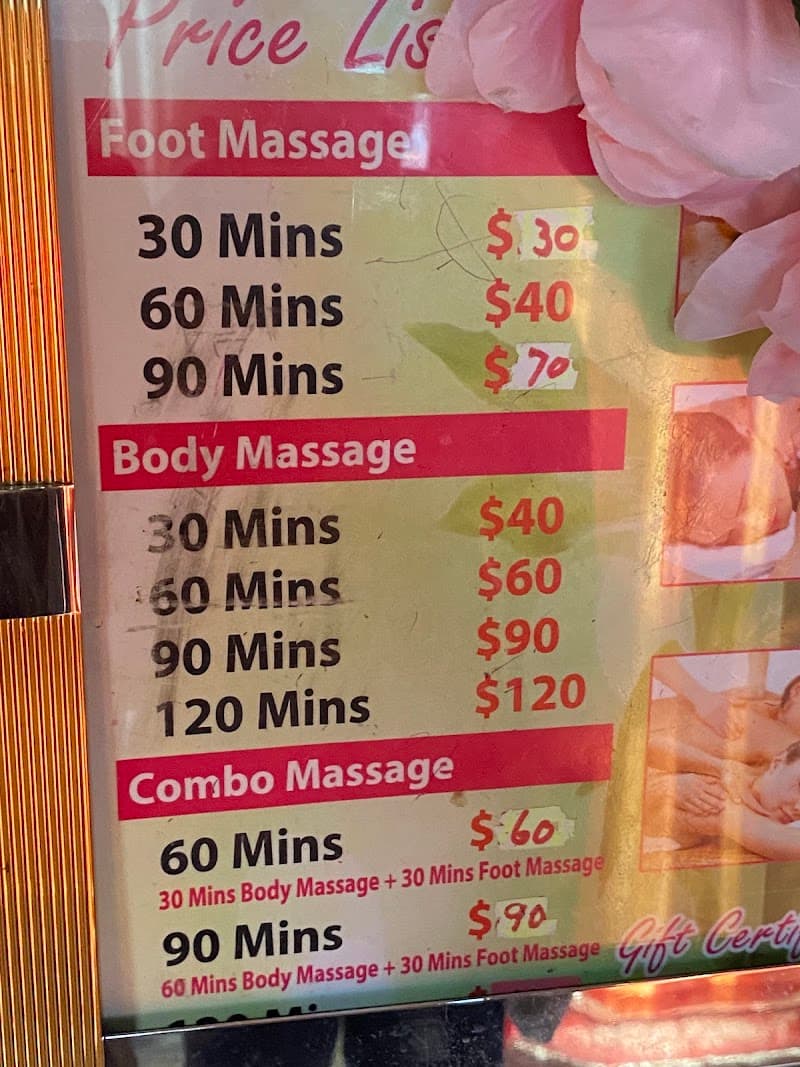 Price Lis
Foot Massage
30 Mins $30
60 Mins $40
90 Mins $70
Body Massage
30 Mins $40
60 Mins $60
90 Mins $90
120 Mins $120
Combo Massage
60 Mins $60
30 Mins Body Massage + 30 Mins Foot Massage
90 Mins $90
60 Mins Body Massage + 30 Mins Foot Massage
Gift Certif